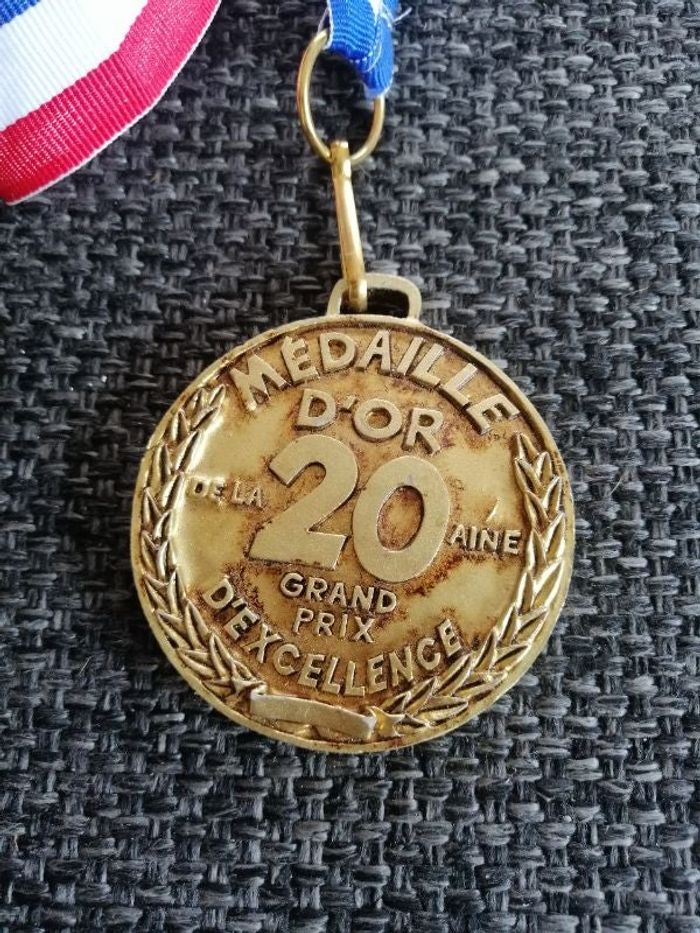 MÉDAILLE
D'OR
DE LA 20 AINE
GRAND
PRIX
D'EXCELLENCE